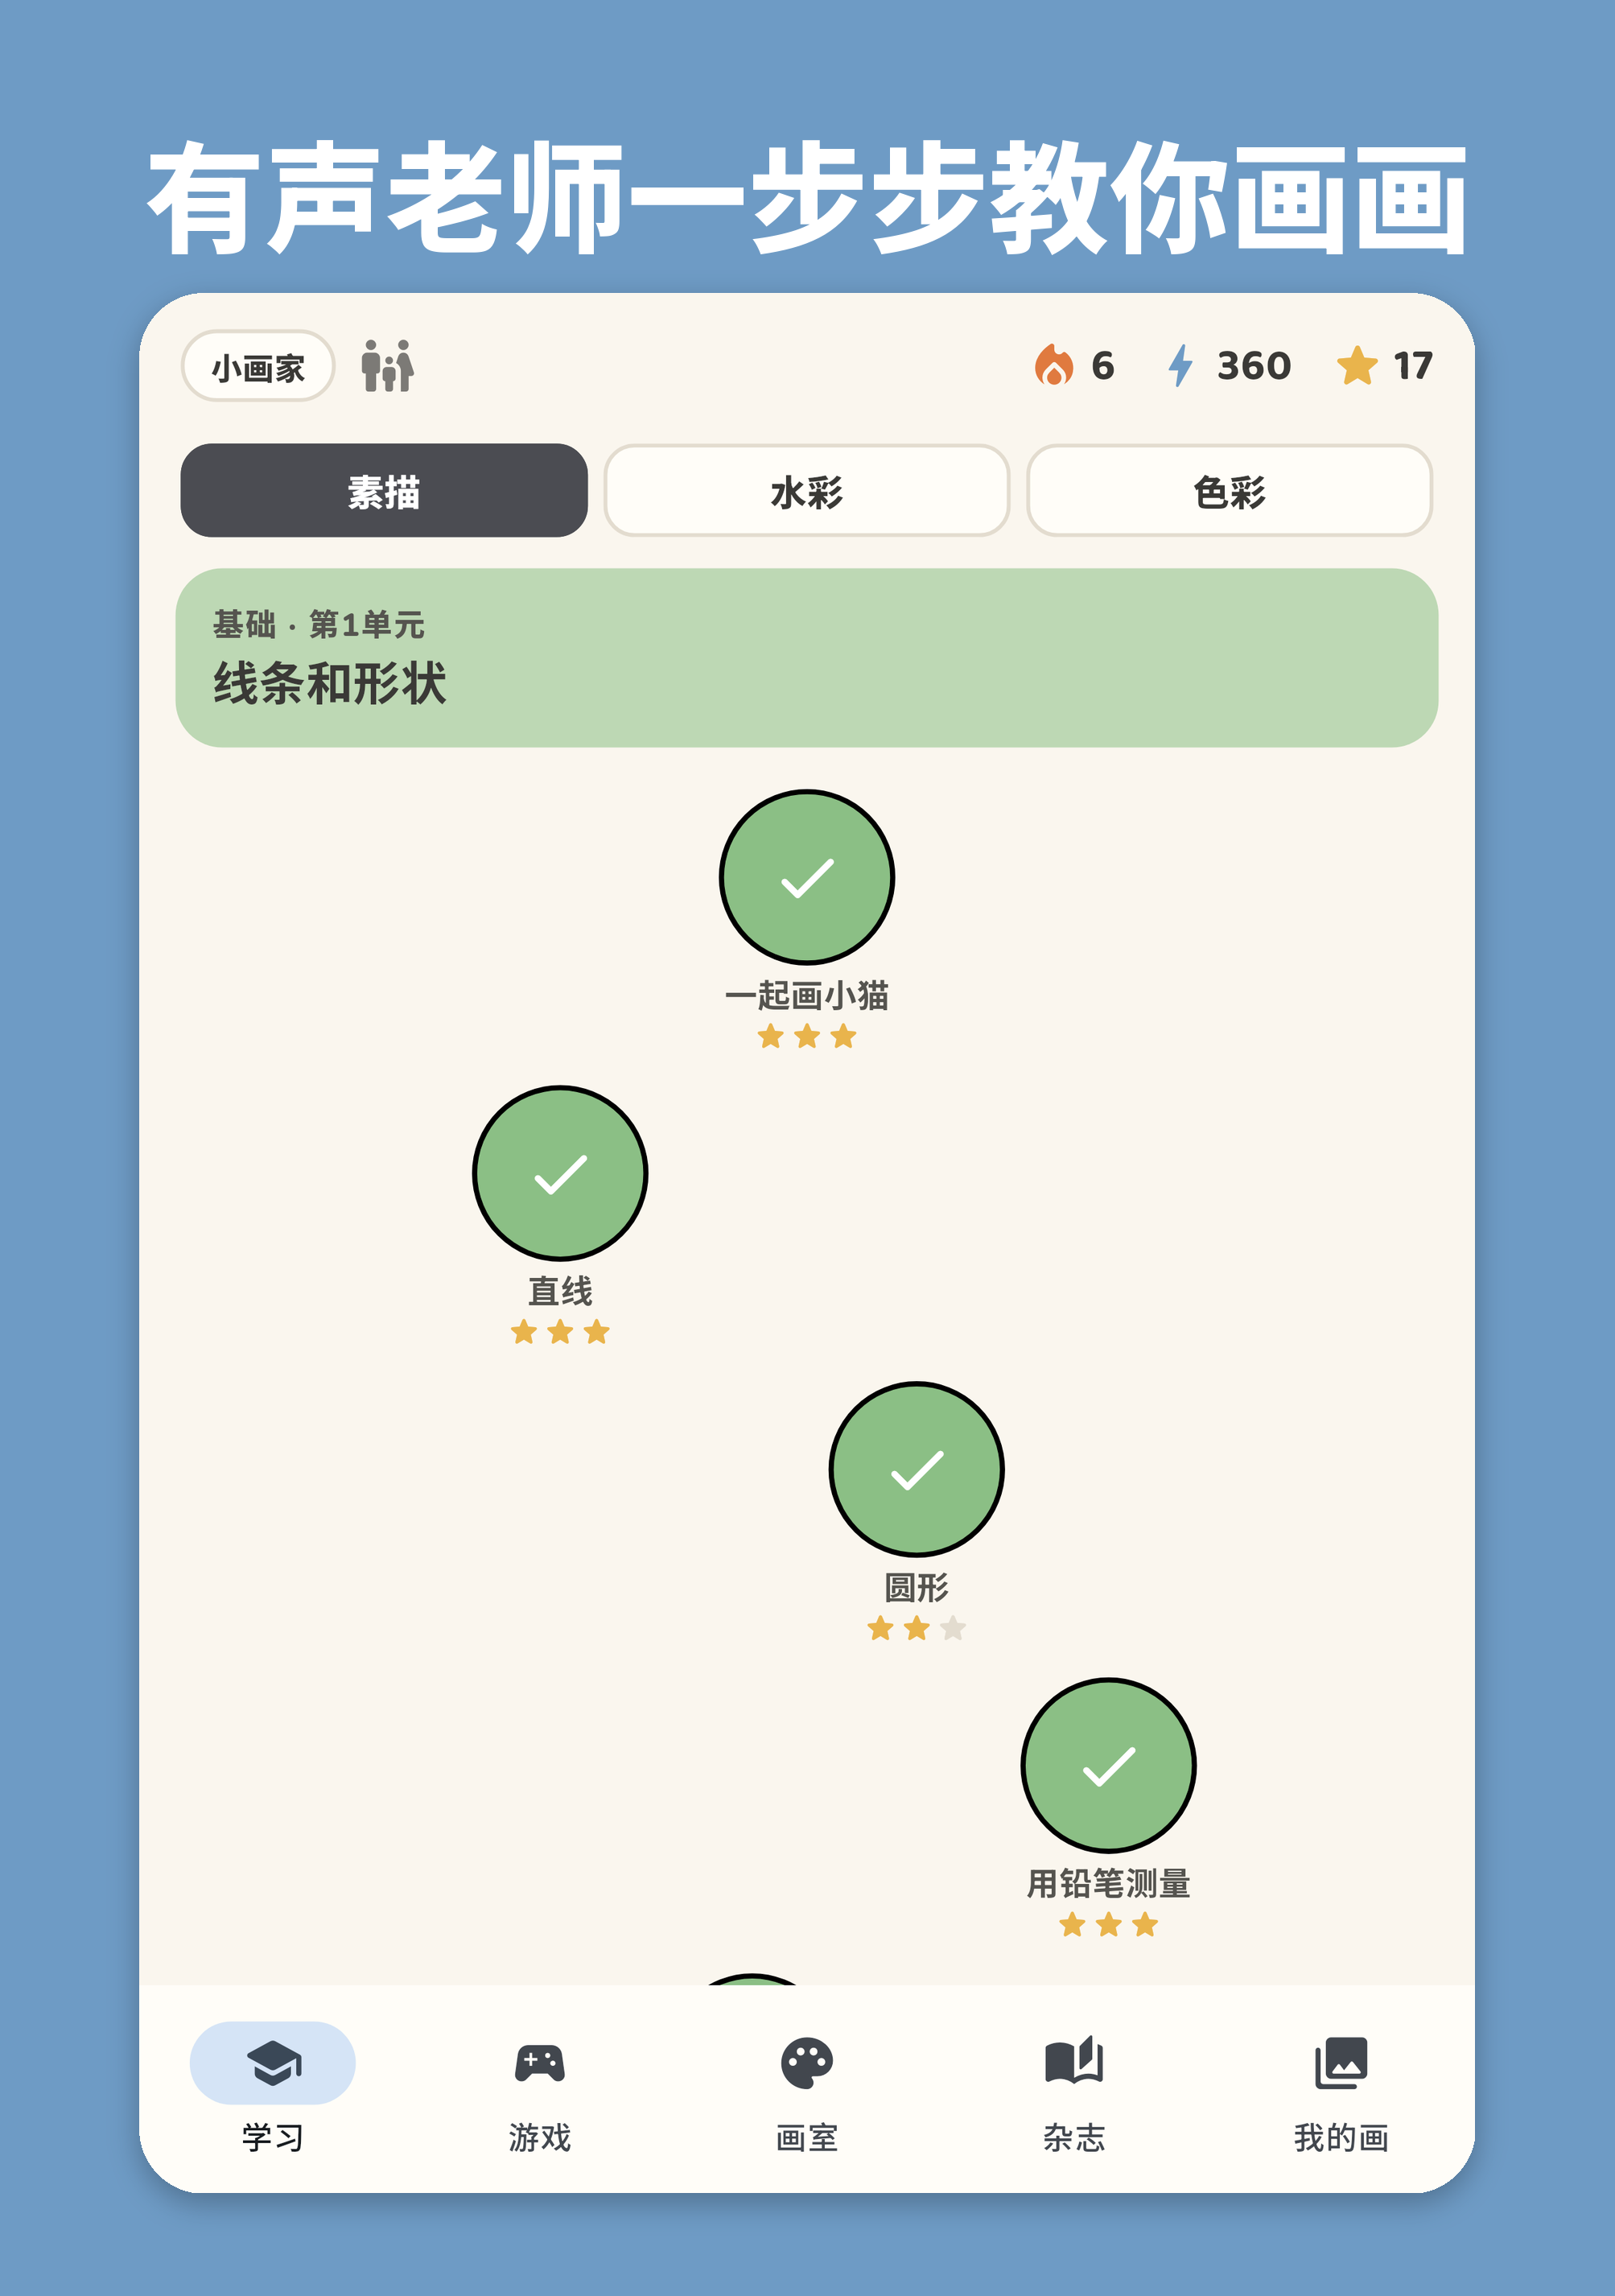 有声老师一步步教你画画
小画家 6 360 17
素描 水彩 色彩
基础 · 第1单元
线条和形状
一起画小猫
直线
圆形
用铅笔测量
学习 游戏 画室 杂志 我的画